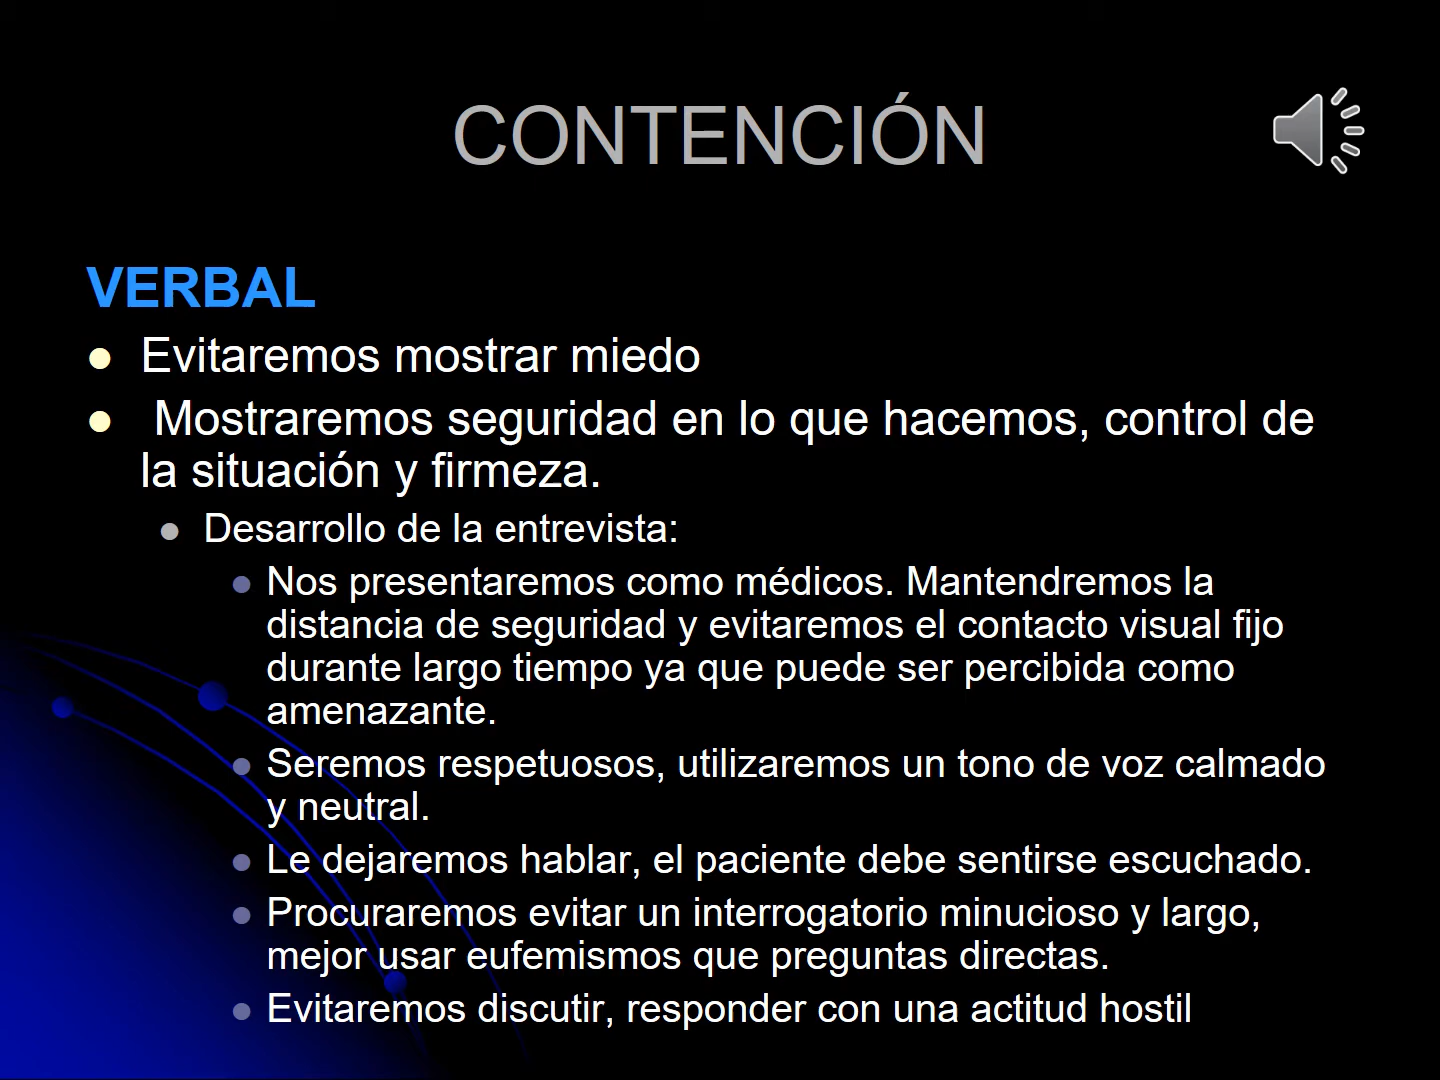 CONTENCIÓN
VERBAL
Evitaremos mostrar miedo
Mostraremos seguridad en lo que hacemos, control de
la situación y firmeza.
Desarrollo de la entrevista:
Nos presentaremos como médicos. Mantendremos la
distancia de seguridad y evitaremos el contacto visual fijo
durante largo tiempo ya que puede ser percibida como
amenazante.
Seremos respetuosos, utilizaremos un tono de voz calmado
y neutral.
Le dejaremos hablar, el paciente debe sentirse escuchado.
Procuraremos evitar un interrogatorio minucioso y largo,
mejor usar eufemismos que preguntas directas.
Evitaremos discutir, responder con una actitud hostil